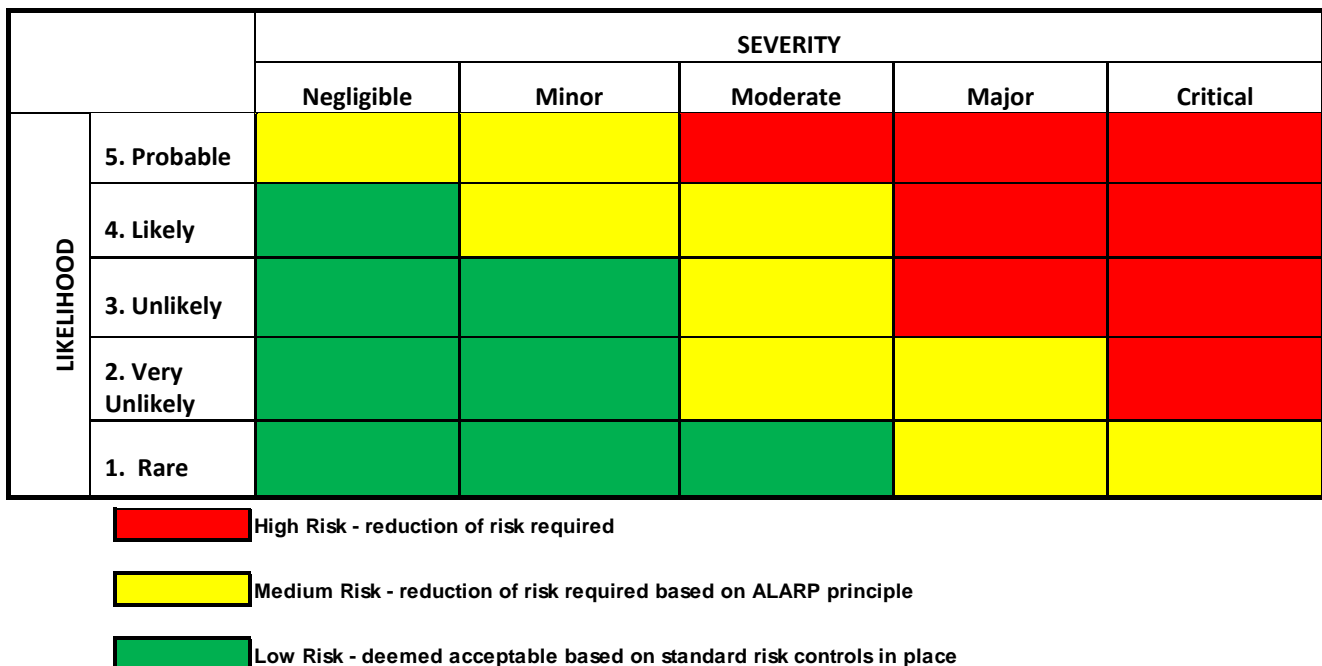 SEVERITY
Negligible Minor Moderate Major Critical
LIKELIHOOD
5. Probable
4. Likely
3. Unlikely
2. Very
Unlikely
1. Rare
High Risk - reduction of risk required
Medium Risk - reduction of risk required based on ALARP principle
Low Risk - deemed acceptable based on standard risk controls in place